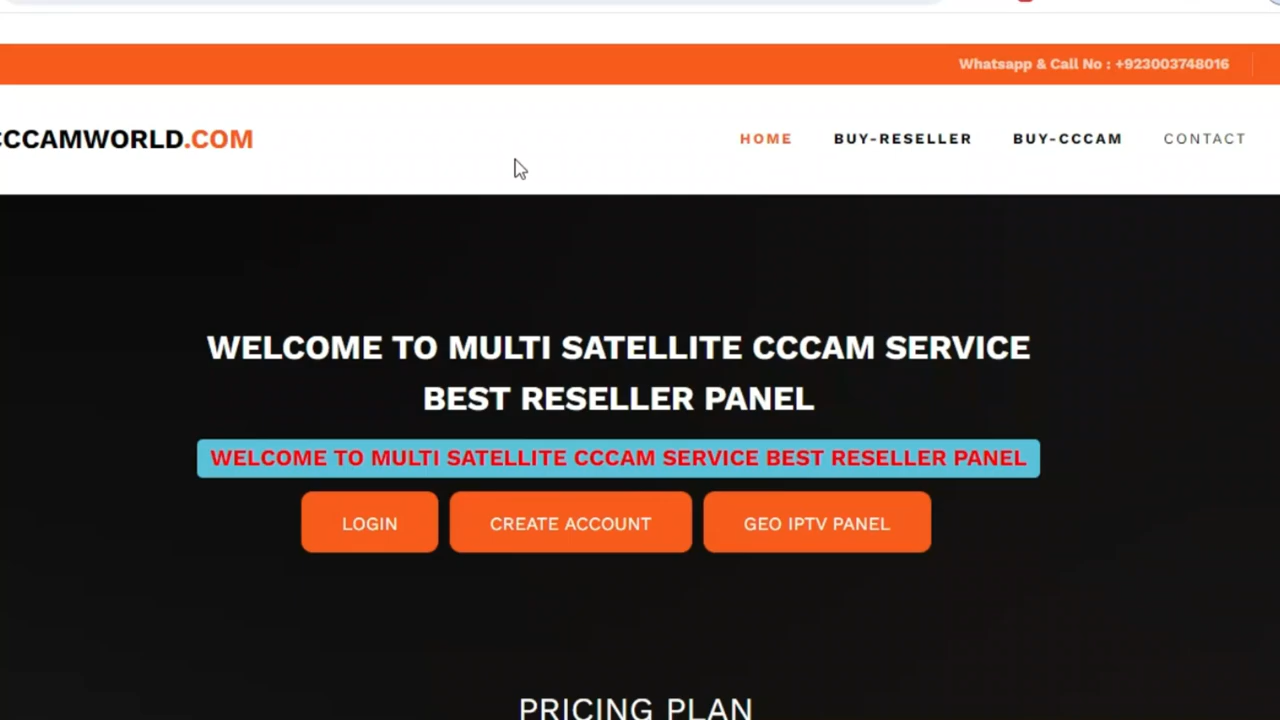 Whatsapp & Call No : +923003748016
CCCAMWORLD.COM
HOME BUY-RESELLER BUY-CCCAM CONTACT
WELCOME TO MULTI SATELLITE CCCAM SERVICE
BEST RESELLER PANEL
WELCOME TO MULTI SATELLITE CCCAM SERVICE BEST RESELLER PANEL
LOGIN CREATE ACCOUNT GEO IPTV PANEL
PRICING PLAN